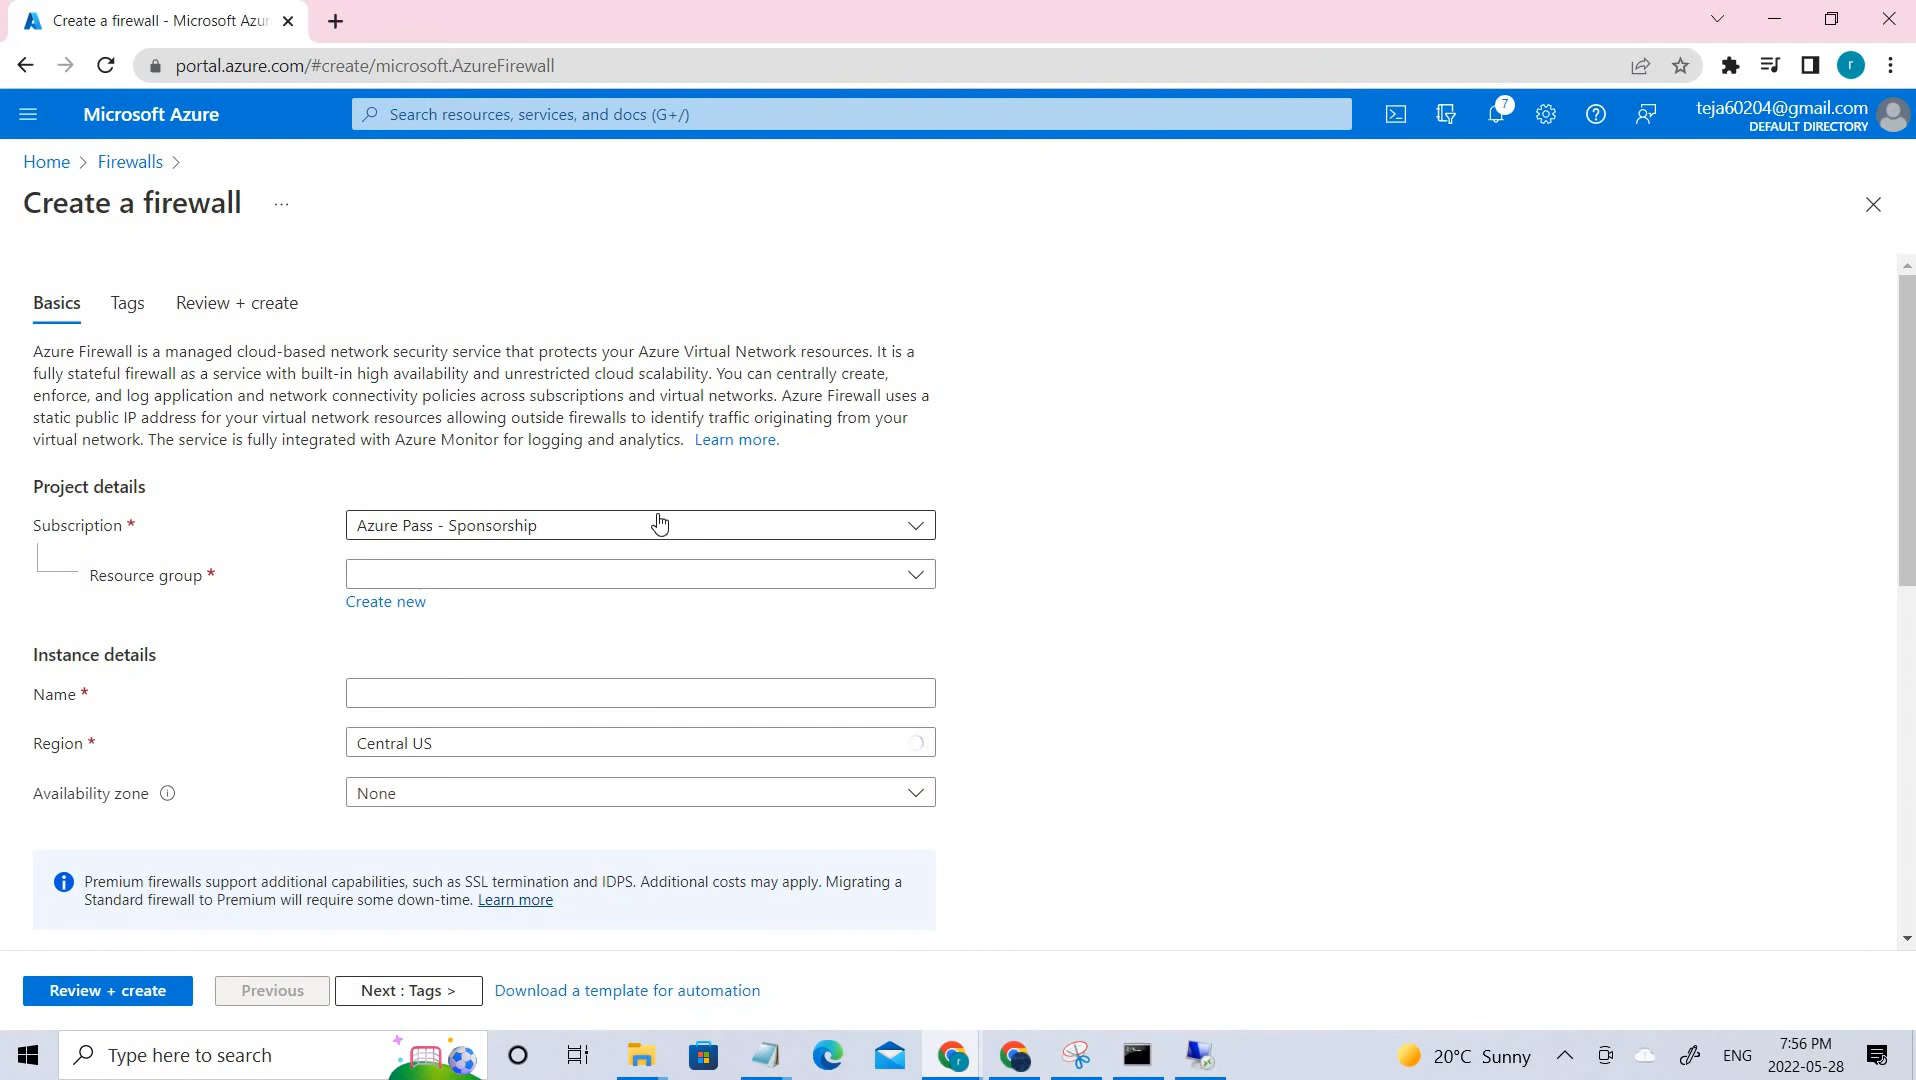 Create a firewall - Microsoft Azur
portal.azure.com/#create/microsoft.AzureFirewall
r
Microsoft Azure
Search resources, services, and docs (G+/)
7
teja60204@gmail.com
DEFAULT DIRECTORY
Home > Firewalls >
Create a firewall ...
Basics Tags Review + create
Azure Firewall is a managed cloud-based network security service that protects your Azure Virtual Network resources. It is a
fully stateful firewall as a service with built-in high availability and unrestricted cloud scalability. You can centrally create,
enforce, and log application and network connectivity policies across subscriptions and virtual networks. Azure Firewall uses a
static public IP address for your virtual network resources allowing outside firewalls to identify traffic originating from your
virtual network. The service is fully integrated with Azure Monitor for logging and analytics. Learn more.
Project details
Subscription * Azure Pass - Sponsorship
Resource group *
Create new
Instance details
Name *
Region * Central US
Availability zone None
Premium firewalls support additional capabilities, such as SSL termination and IDPS. Additional costs may apply. Migrating a
Standard firewall to Premium will require some down-time. Learn more
Review + create Previous Next : Tags > Download a template for automation
Type here to search
20°C Sunny
ENG
7:56 PM
2022-05-28